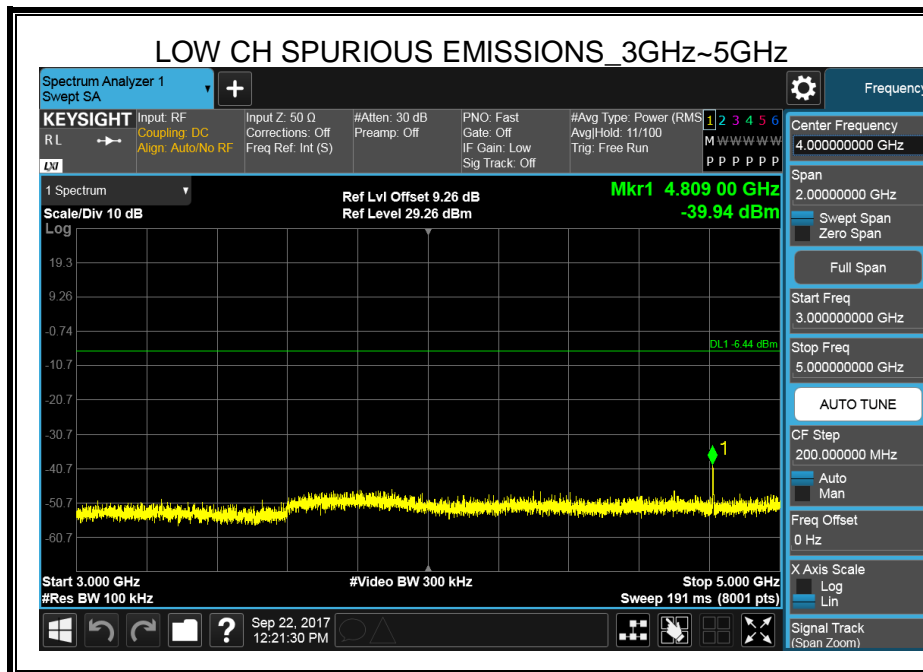 LOW CH SPURIOUS EMISSIONS_3GHz~5GHz
Spectrum Analyzer 1
Swept SA
+
Frequency
KEYSIGHT
RL
LXI
Input: RF
Coupling: DC
Align: Auto/No RF
Input Z: 50 Ω
Corrections: Off
Freq Ref: Int (S)
#Atten: 30 dB
Preamp: Off
PNO: Fast
Gate: Off
IF Gain: Low
Sig Track: Off
#Avg Type: Power (RMS
Avg|Hold: 11/100
Trig: Free Run
1 2 3 4 5 6
M W W W W W
P P P P P P
1 Spectrum
Scale/Div 10 dB
Log
Ref Lvl Offset 9.26 dB
Ref Level 29.26 dBm
Mkr1 4.809 00 GHz
-39.94 dBm
19.3
9.26
-0.74
-10.7
-20.7
-30.7
-40.7
-50.7
-60.7
DL1 -6.44 dBm
1
Start 3.000 GHz
#Res BW 100 kHz
#Video BW 300 kHz
Stop 5.000 GHz
Sweep 191 ms (8001 pts)
Center Frequency
4.000000000 GHz
Span
2.00000000 GHz
Swept Span
Zero Span
Full Span
Start Freq
3.000000000 GHz
Stop Freq
5.000000000 GHz
AUTO TUNE
CF Step
200.000000 MHz
Auto
Man
Freq Offset
0 Hz
X Axis Scale
Log
Lin
Signal Track
(Span Zoom)
?
Sep 22, 2017
12:21:30 PM